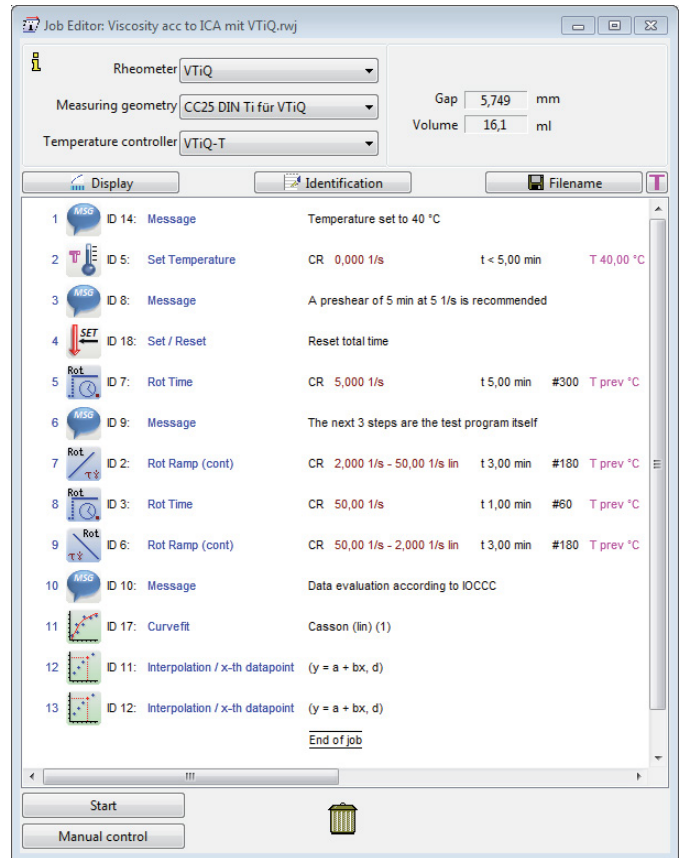 Job Editor: Viscosity acc to ICA mit VTiQ.rwj
Rheometer VTiQ
Measuring geometry CC25 DIN Ti für VTiQ
Temperature controller VTiQ-T
Gap 5,749 mm
Volume 16,1 ml
Display Identification Filename T
1 MSG ID 14: Message Temperature set to 40 °C
2 T ID 5: Set Temperature CR 0,000 1/s t < 5,00 min T 40,00 °C
3 MSG ID 8: Message A preshear of 5 min at 5 1/s is recommended
4 SET ID 18: Set / Reset Reset total time
5 Rot ID 7: Rot Time CR 5,000 1/s t 5,00 min #300 T prev °C
6 MSG ID 9: Message The next 3 steps are the test program itself
7 Rot τγ̇ ID 2: Rot Ramp (cont) CR 2,000 1/s - 50,00 1/s lin t 3,00 min #180 T prev °C
8 Rot ID 3: Rot Time CR 50,00 1/s t 1,00 min #60 T prev °C
9 Rot τγ̇ ID 6: Rot Ramp (cont) CR 50,00 1/s - 2,000 1/s lin t 3,00 min #180 T prev °C
10 MSG ID 10: Message Data evaluation according to IOCCC
11 ID 17: Curvefit Casson (lin) (1)
12 ID 11: Interpolation / x-th datapoint (y = a + bx, d)
13 ID 12: Interpolation / x-th datapoint (y = a + bx, d)
End of job
Start
Manual control